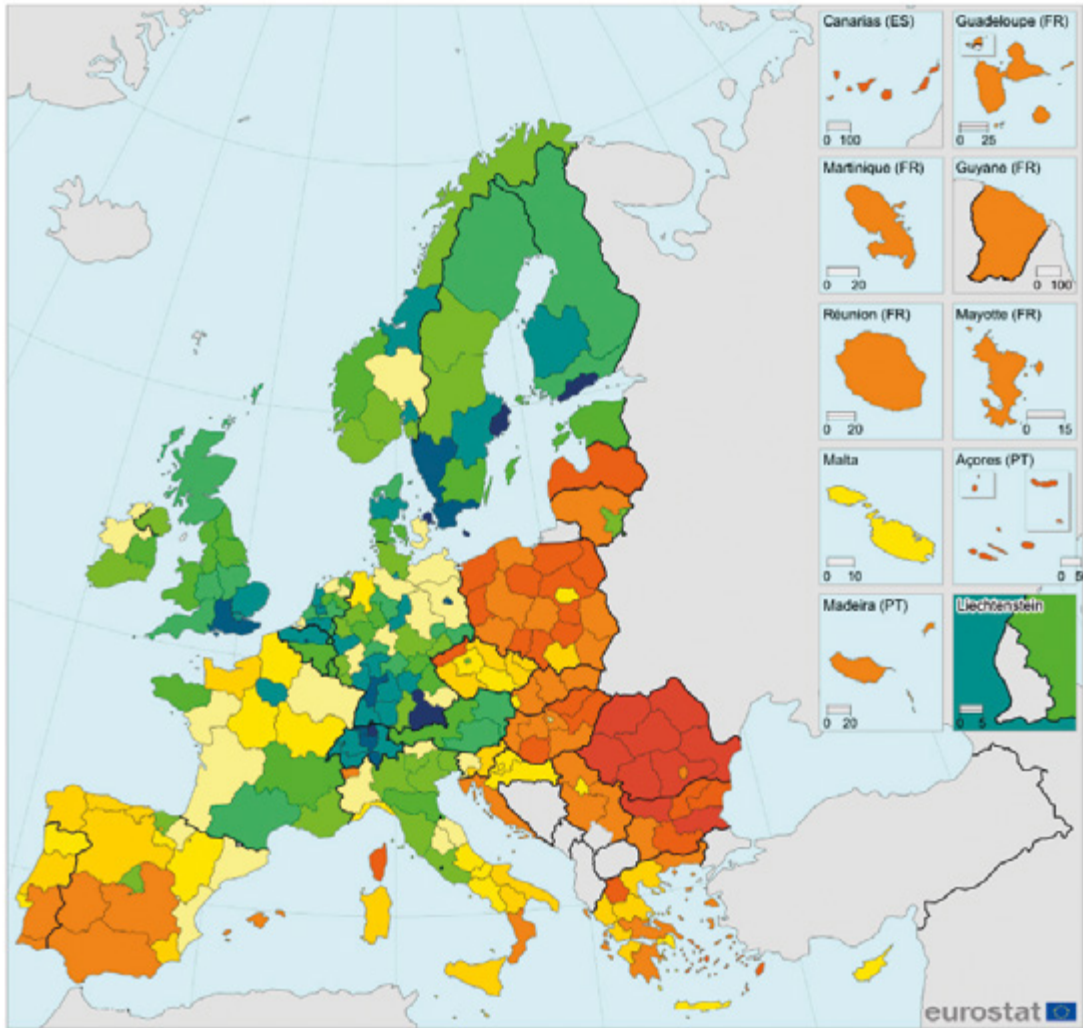 Canarias (ES)
0 100
Guadeloupe (FR)
0 25
Martinique (FR)
0 20
Guyane (FR)
0 100
Réunion (FR)
0 20
Mayotte (FR)
0 15
Malta
0 10
Açores (PT)
0 5
Madeira (PT)
0 20
Liechtenstein
0 5
eurostat